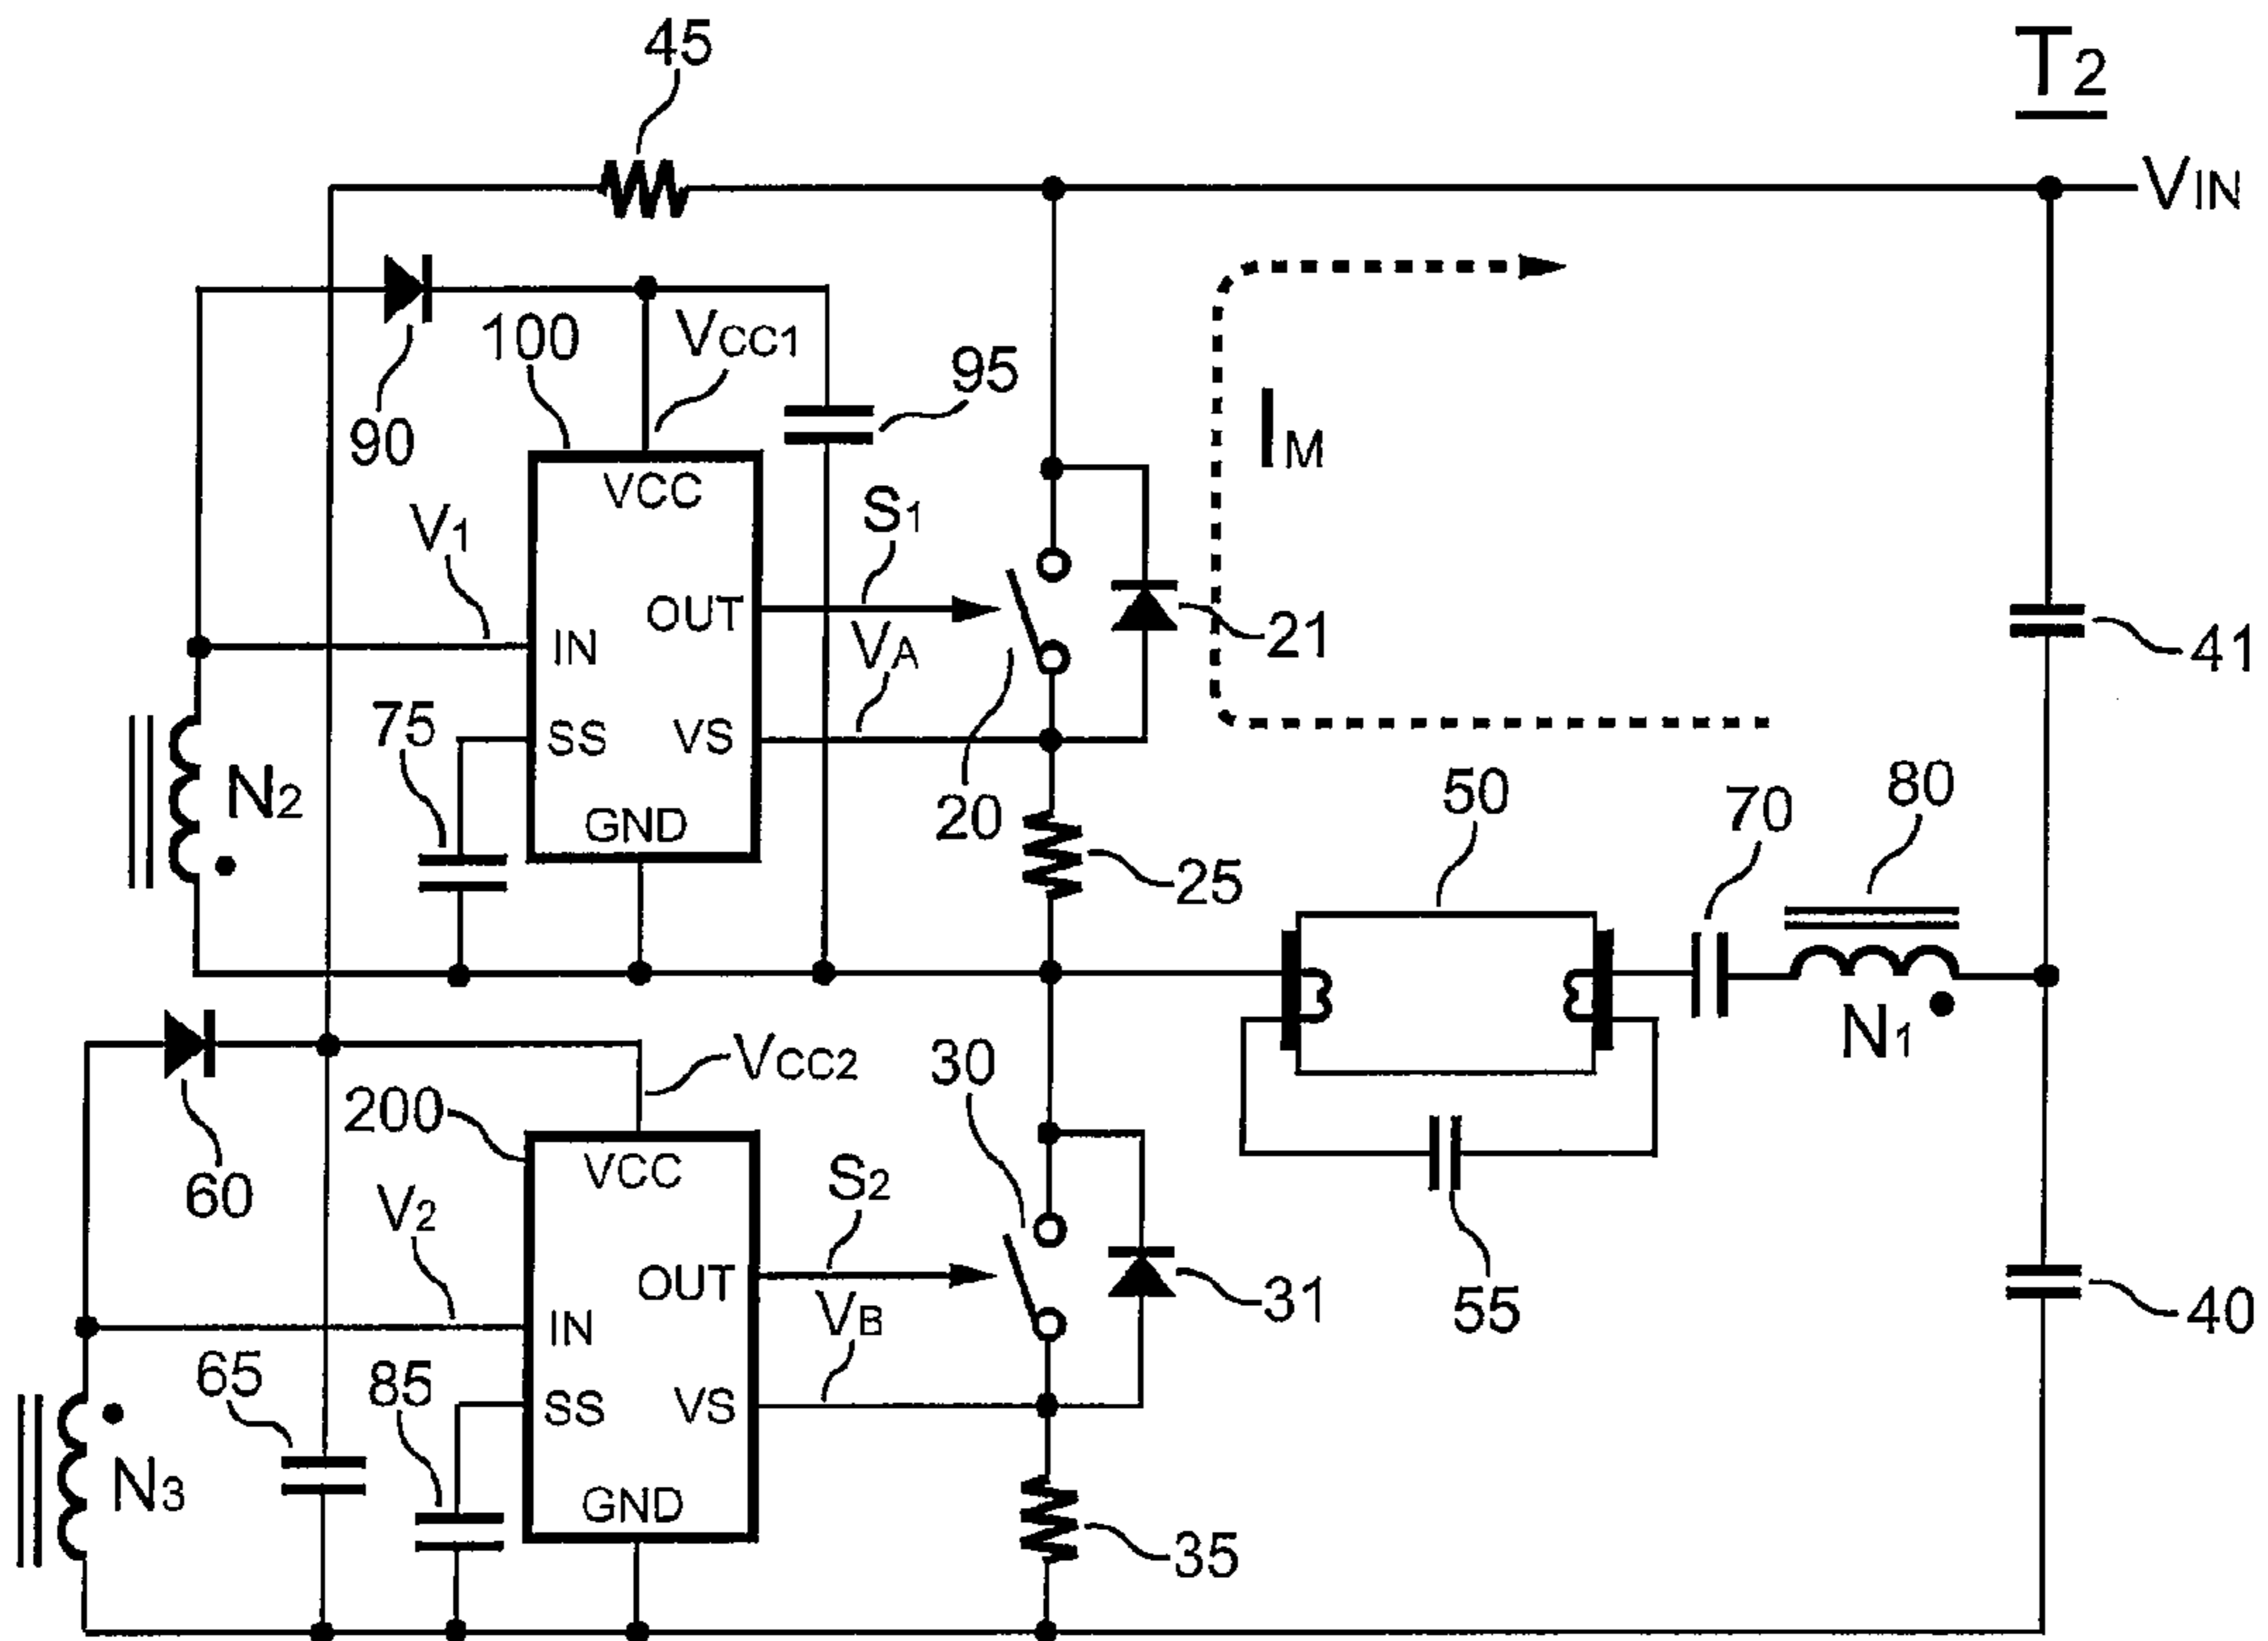 45
T2
VIN
100
VCC1
95
90
IM
VCC
V1
S1
OUT
IN
VA
21
41
75
SS
VS
N2
20
50
70
80
GND
25
N1
VCC2
30
200
VCC
60
S2
V2
OUT
31
55
40
IN
VB
65
85
SS
VS
N3
GND
35